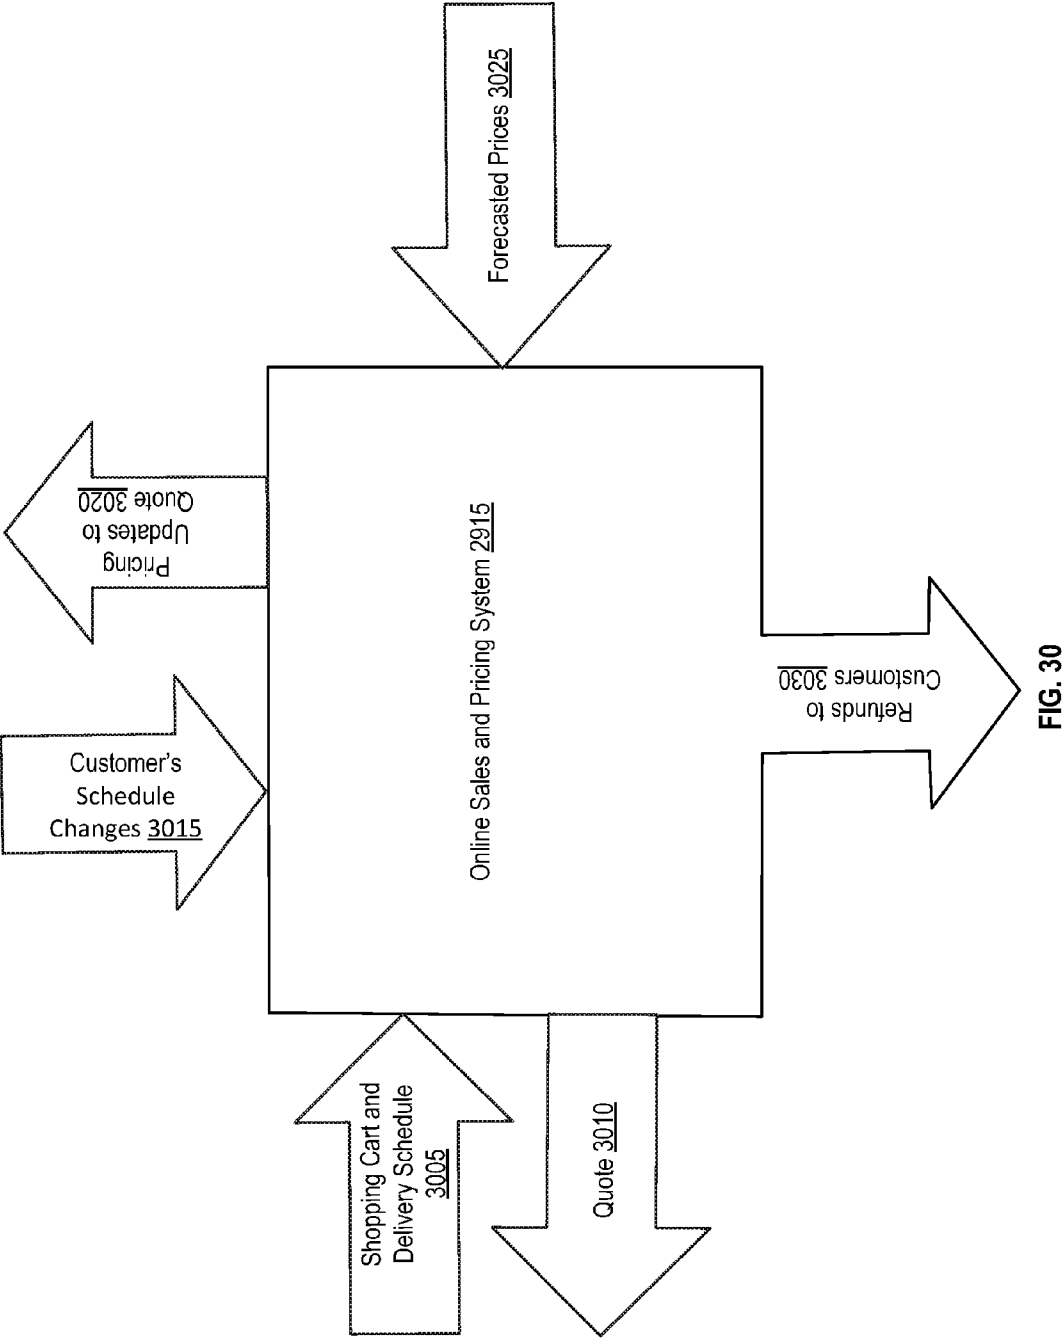 Forecasted Prices 3025
Pricing
Updates to
Quote 3020
Customer's
Schedule
Changes 3015
Online Sales and Pricing System 2915
Refunds to
Customers 3030
Shopping Cart and
Delivery Schedule
3005
Quote 3010
FIG. 30